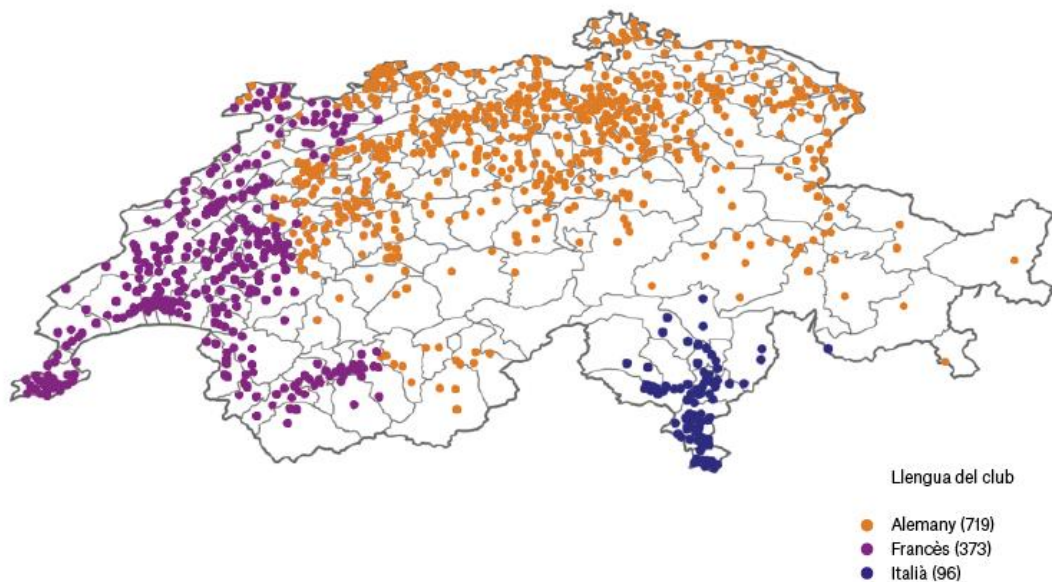 Llengua del club
Alemany (719)
Francès (373)
Italià (96)